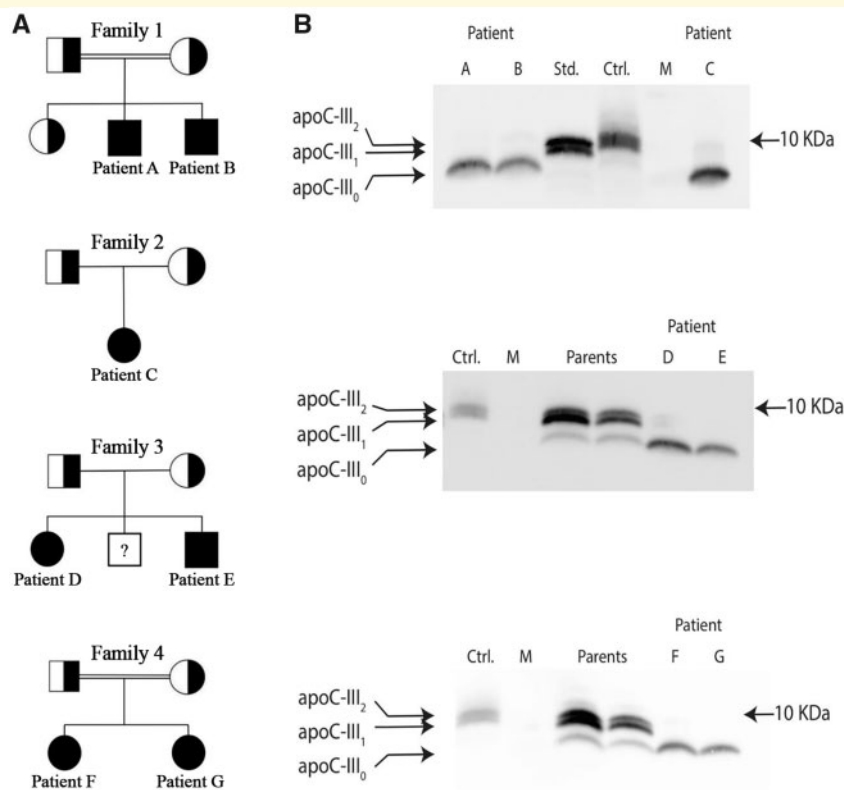 A
Family 1
Patient A Patient B
Family 2
Patient C
Family 3
?
Patient D Patient E
Family 4
Patient F Patient G
B
Patient Patient
A B Std. Ctrl. M C
apoC-III2
apoC-III1
apoC-III0
10 KDa
Patient
Ctrl. M Parents D E
apoC-III2
apoC-III1
apoC-III0
10 KDa
Patient
Ctrl. M Parents F G
apoC-III2
apoC-III1
apoC-III0
10 KDa